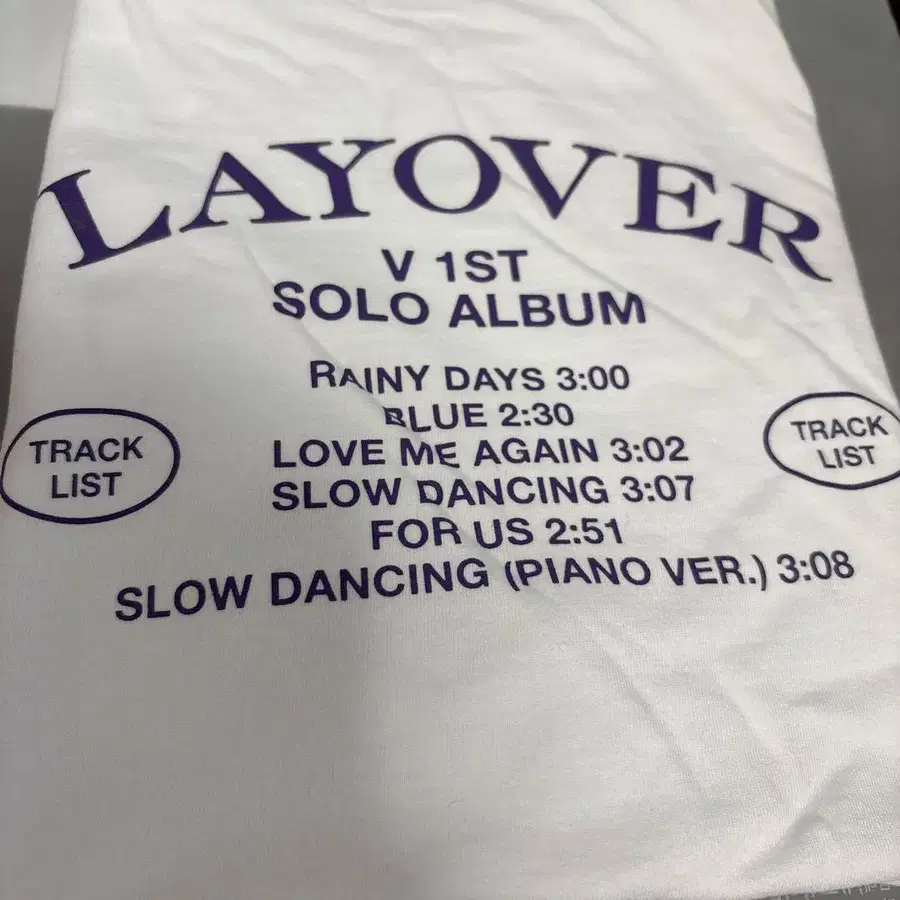 LAYOVER
V 1ST
SOLO ALBUM
RAINY DAYS 3:00
BLUE 2:30
LOVE ME AGAIN 3:02
SLOW DANCING 3:07
FOR US 2:51
SLOW DANCING (PIANO VER.) 3:08
TRACK
LIST
TRACK
LIST